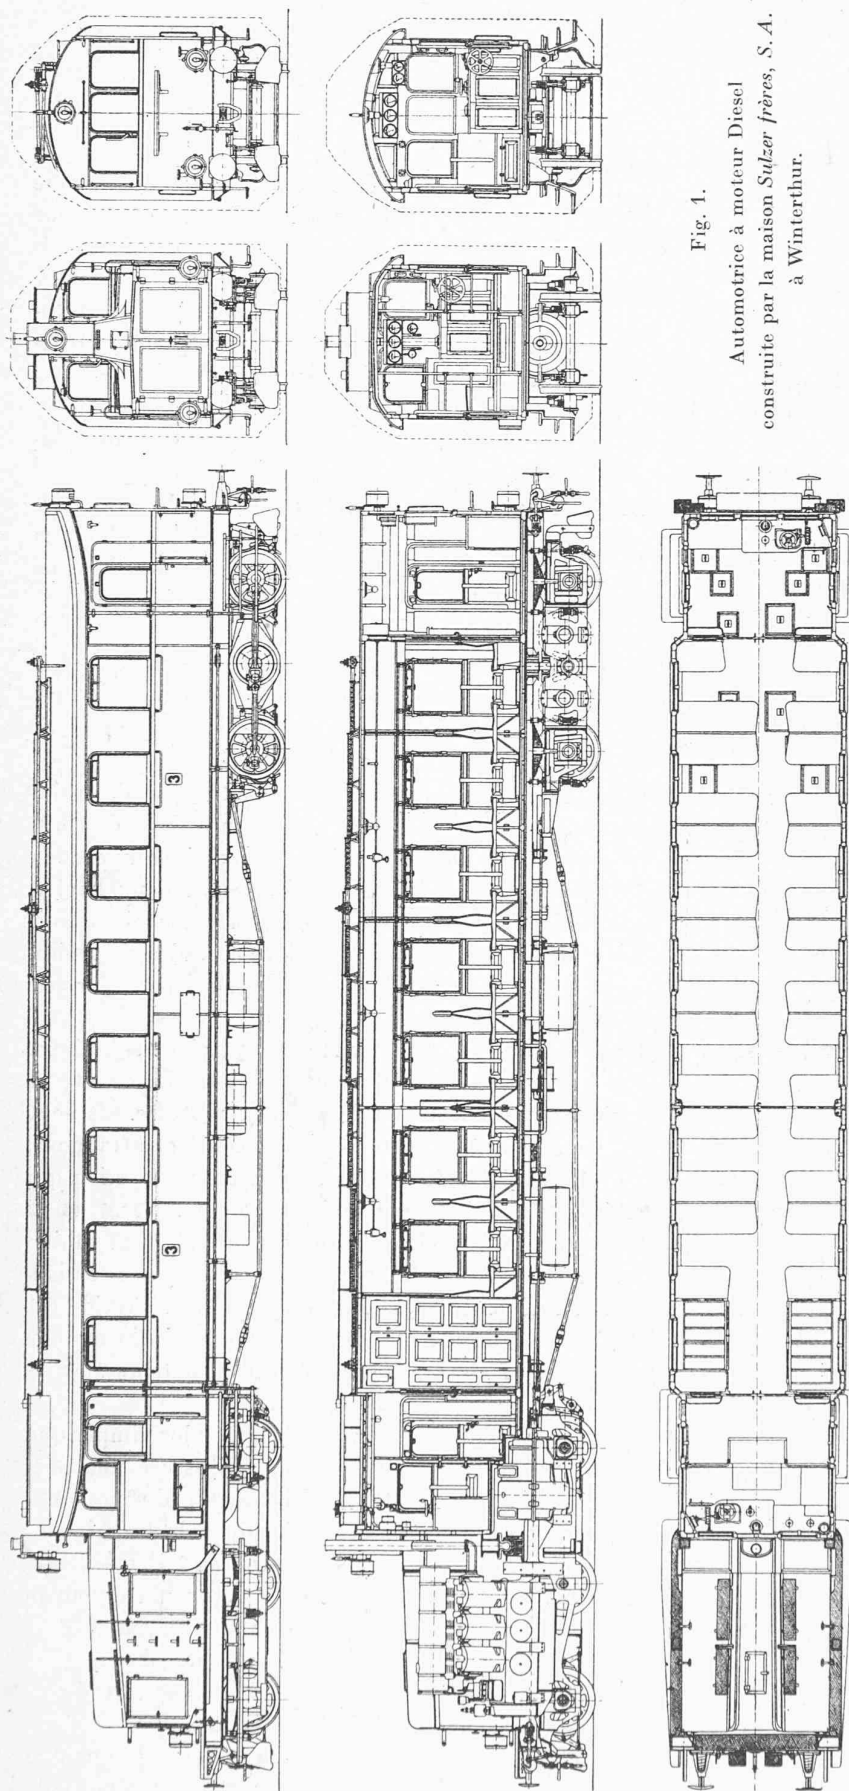 Fig. 1.
Automotrice à moteur Diesel
construite par la maison Sulzer frères, S. A.
à Winterthur.
3
3